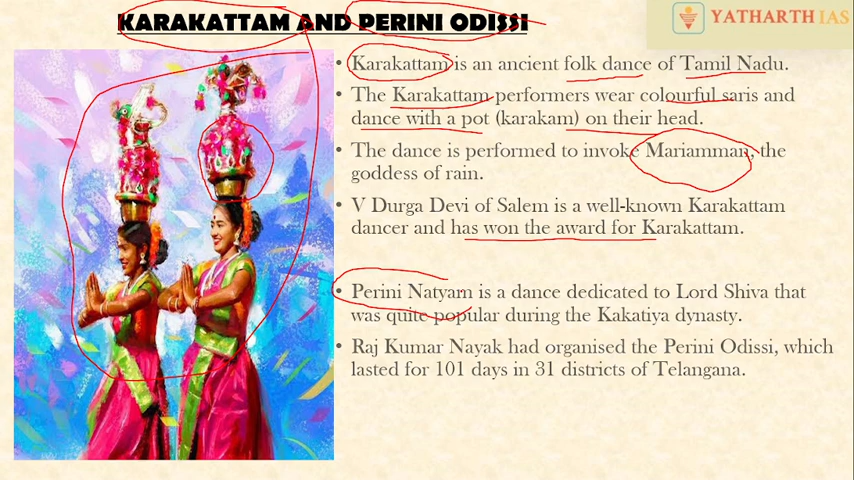 KARAKATTAM AND PERINI ODISSI
YATHARTH IAS
• Karakattam is an ancient folk dance of Tamil Nadu.
• The Karakattam performers wear colourful saris and
dance with a pot (karakam) on their head.
• The dance is performed to invoke Mariamman, the
goddess of rain.
• V Durga Devi of Salem is a well-known Karakattam
dancer and has won the award for Karakattam.
• Perini Natyam is a dance dedicated to Lord Shiva that
was quite popular during the Kakatiya dynasty.
• Raj Kumar Nayak had organised the Perini Odissi, which
lasted for 101 days in 31 districts of Telangana.